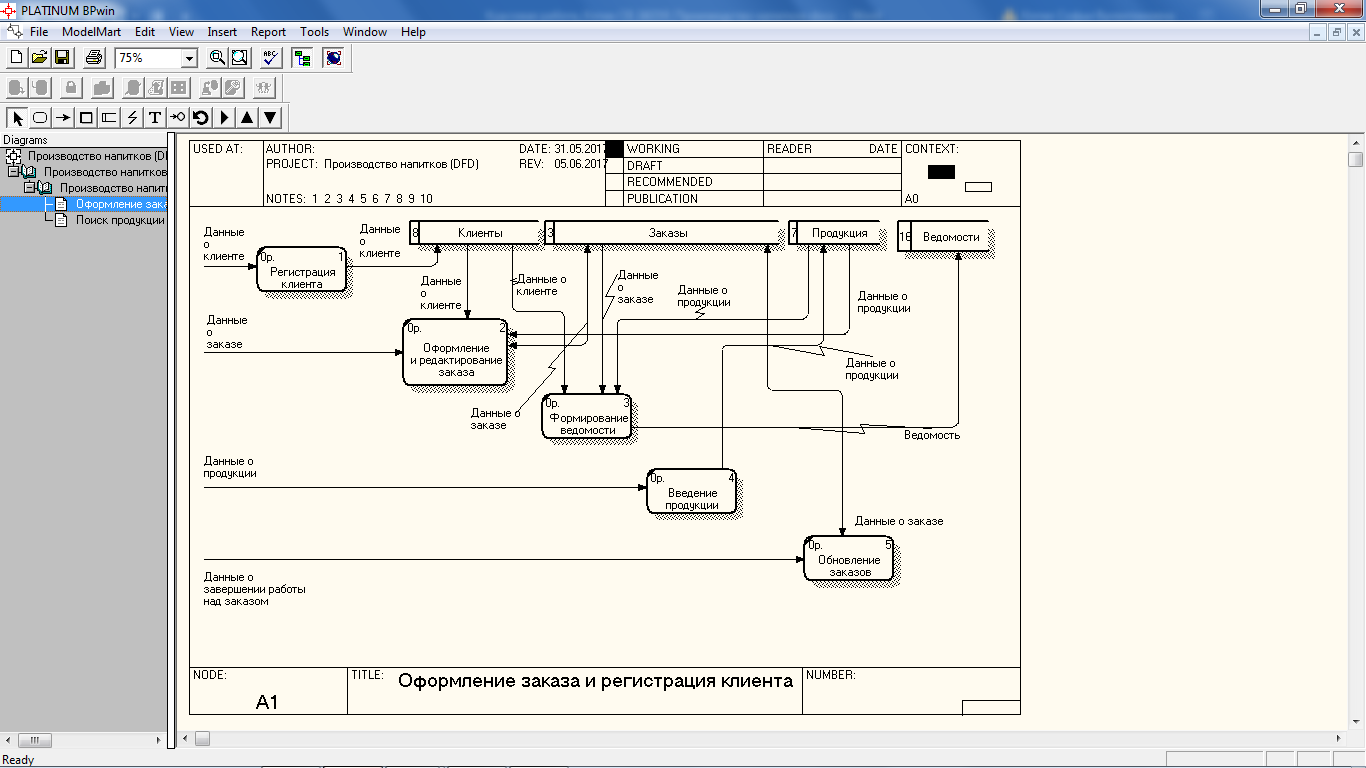 PLATINUM BPwin
File ModelMart Edit View Insert Report Tools Window Help
75%
ABC
Diagrams
Производство напитков (DF
Производство напитков
Производство напит
Оформление зака
Поиск продукции
USED AT:
AUTHOR:
DATE: 31.05.2017
PROJECT: Производство напитков (DFD)
REV: 05.06.2017
NOTES: 1 2 3 4 5 6 7 8 9 10
WORKING
DRAFT
RECOMMENDED
PUBLICATION
READER DATE
CONTEXT:
A0
Данные
о
клиенте
0р. 1
Регистрация
клиента
Данные
о
клиенте
8 Клиенты
3 Заказы
7 Продукция
16 Ведомости
Данные
о
клиенте
Данные о
клиенте
Данные
о
заказе
Данные о
продукции
Данные о
продукции
Данные
о
заказе
0р. 2
Оформление
и редактирование
заказа
Данные о
продукции
Данные о
заказе
0р. 3
Формирование
ведомости
Ведомость
Данные о
продукции
0р. 4
Введение
продукции
Данные о заказе
0р. 5
Обновление
заказов
Данные о
завершении работы
над заказом
NODE:
A1
TITLE:
Оформление заказа и регистрация клиента
NUMBER:
Ready